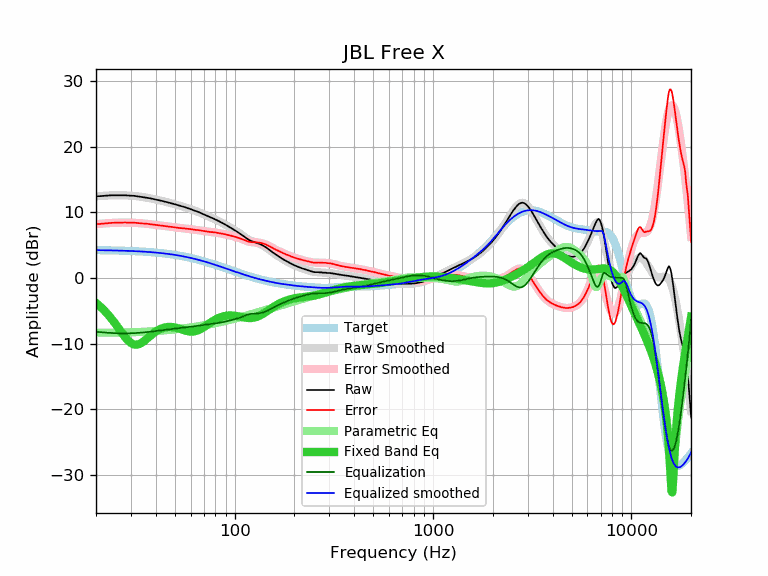 JBL Free X
30
20
10
0
−10
−20
−30
Amplitude (dBr)
Target
Raw Smoothed
Error Smoothed
Raw
Error
Parametric Eq
Fixed Band Eq
Equalization
Equalized smoothed
100
1000
10000
Frequency (Hz)